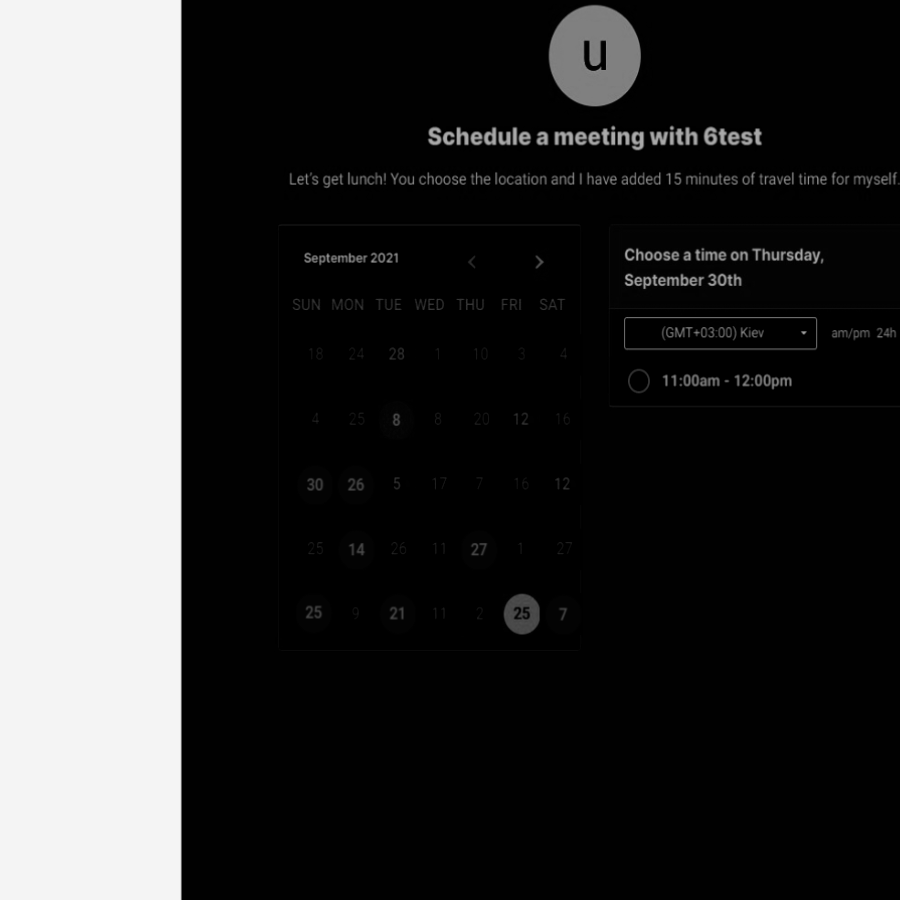 u
Schedule a meeting with 6test
Let's get lunch! You choose the location and I have added 15 minutes of travel time for myself.
September 2021
SUN MON TUE WED THU FRI SAT
18 24 28 1 10 3 4
4 25 8 8 20 12 16
30 26 5 17 7 16 12
25 14 26 11 27 1 27
25 9 21 11 2 25 7
Choose a time on Thursday,
September 30th
(GMT+03:00) Kiev am/pm 24h
11:00am - 12:00pm